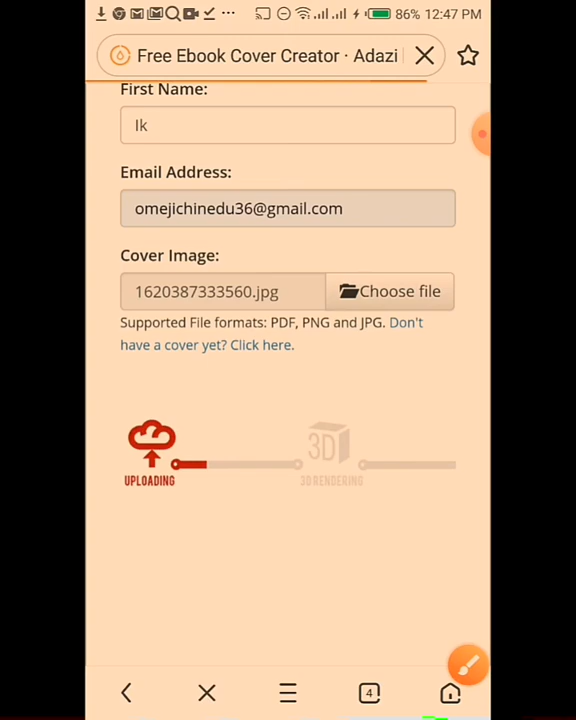 86% 12:47 PM
Free Ebook Cover Creator · Adazi
First Name:
Ik
Email Address:
omejichinedu36@gmail.com
Cover Image:
1620387333560.jpg
Choose file
Supported File formats: PDF, PNG and JPG. Don't
have a cover yet? Click here.
3D
UPLOADING
3D RENDERING
4